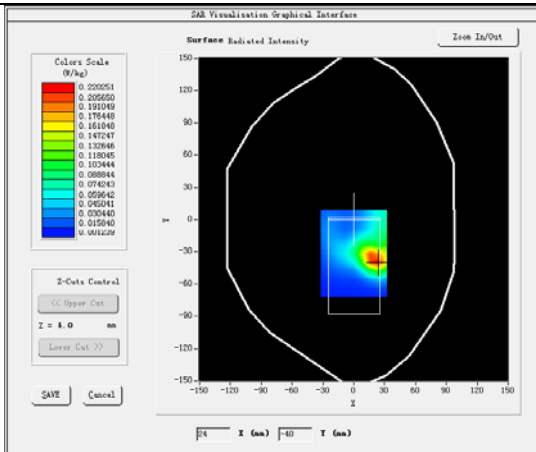 SAR Visualisation Graphical Interface
Surface Radiated Intensity
Zoom In/Out
Colors Scale
(W/kg)
0.220251
0.205650
0.191049
0.176448
0.161848
0.147247
0.132646
0.118045
0.103444
0.088844
0.074243
0.059642
0.045041
0.030440
0.015840
0.001239
Z-Cuts Control
<< Upper Cut
Z = 4.0 mm
Lower Cut >>
SAVE Cancel
150
120
90
60
30
0
-30
-60
-90
-120
-150
Y
-150 -120 -90 -60 -30 0 30 60 90 120 150
X
24 X (mm) -40 Y (mm)